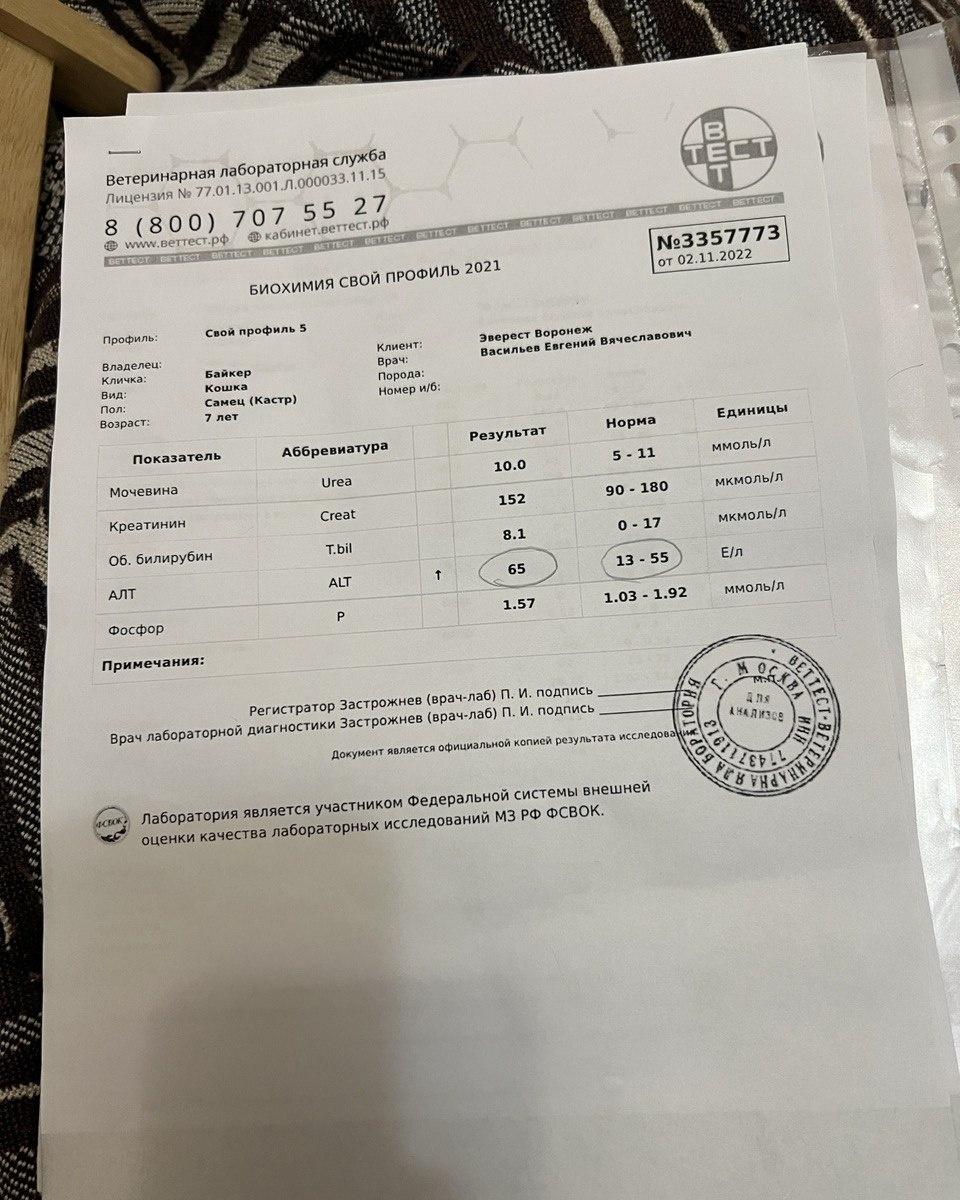 Ветеринарная лабораторная служба
Лицензия № 77.01.13.001.Л.000033.11.15
8 (800) 707 55 27
www.веттест.рф кабинет.веттест.рф
ВЕТТЕСТ ВЕТТЕСТ ВЕТТЕСТ ВЕТТЕСТ ВЕТТЕСТ ВЕТТЕСТ ВЕТТЕСТ ВЕТТЕСТ ВЕТТЕСТ ВЕТТЕСТ ВЕТТЕСТ ВЕТТЕСТ ВЕТТЕСТ
ВЕТ ТЕСТ
№3357773
от 02.11.2022
БИОХИМИЯ СВОЙ ПРОФИЛЬ 2021
Профиль: Свой профиль 5
Владелец:
Кличка: Байкер
Вид: Кошка
Пол: Самец (Кастр)
Возраст: 7 лет
Клиент: Эверест Воронеж
Врач: Васильев Евгений Вячеславович
Порода:
Номер и/б:
Показатель Аббревиатура Результат Норма Единицы
Мочевина Urea 10.0 5 - 11 ммоль/л
Креатинин Creat 152 90 - 180 мкмоль/л
Об. билирубин T.bil 8.1 0 - 17 мкмоль/л
АЛТ ALT ↑ 65 13 - 55 Е/л
Фосфор P 1.57 1.03 - 1.92 ммоль/л
Примечания:
Регистратор Застрожнев (врач-лаб) П. И. подпись
Врач лабораторной диагностики Застрожнев (врач-лаб) П. И. подпись
Документ является официальной копией результата
М.П.
ВЕТТЕСТ-ВЕТЕРИНАРНАЯ ЛАБОРАТОРИЯ
Г. МОСКВА ИНН 7743711913
ДЛЯ
АНАЛИЗОВ
ФСВОК
Лаборатория является участником Федеральной системы внешней
оценки качества лабораторных исследований МЗ РФ ФСВОК.